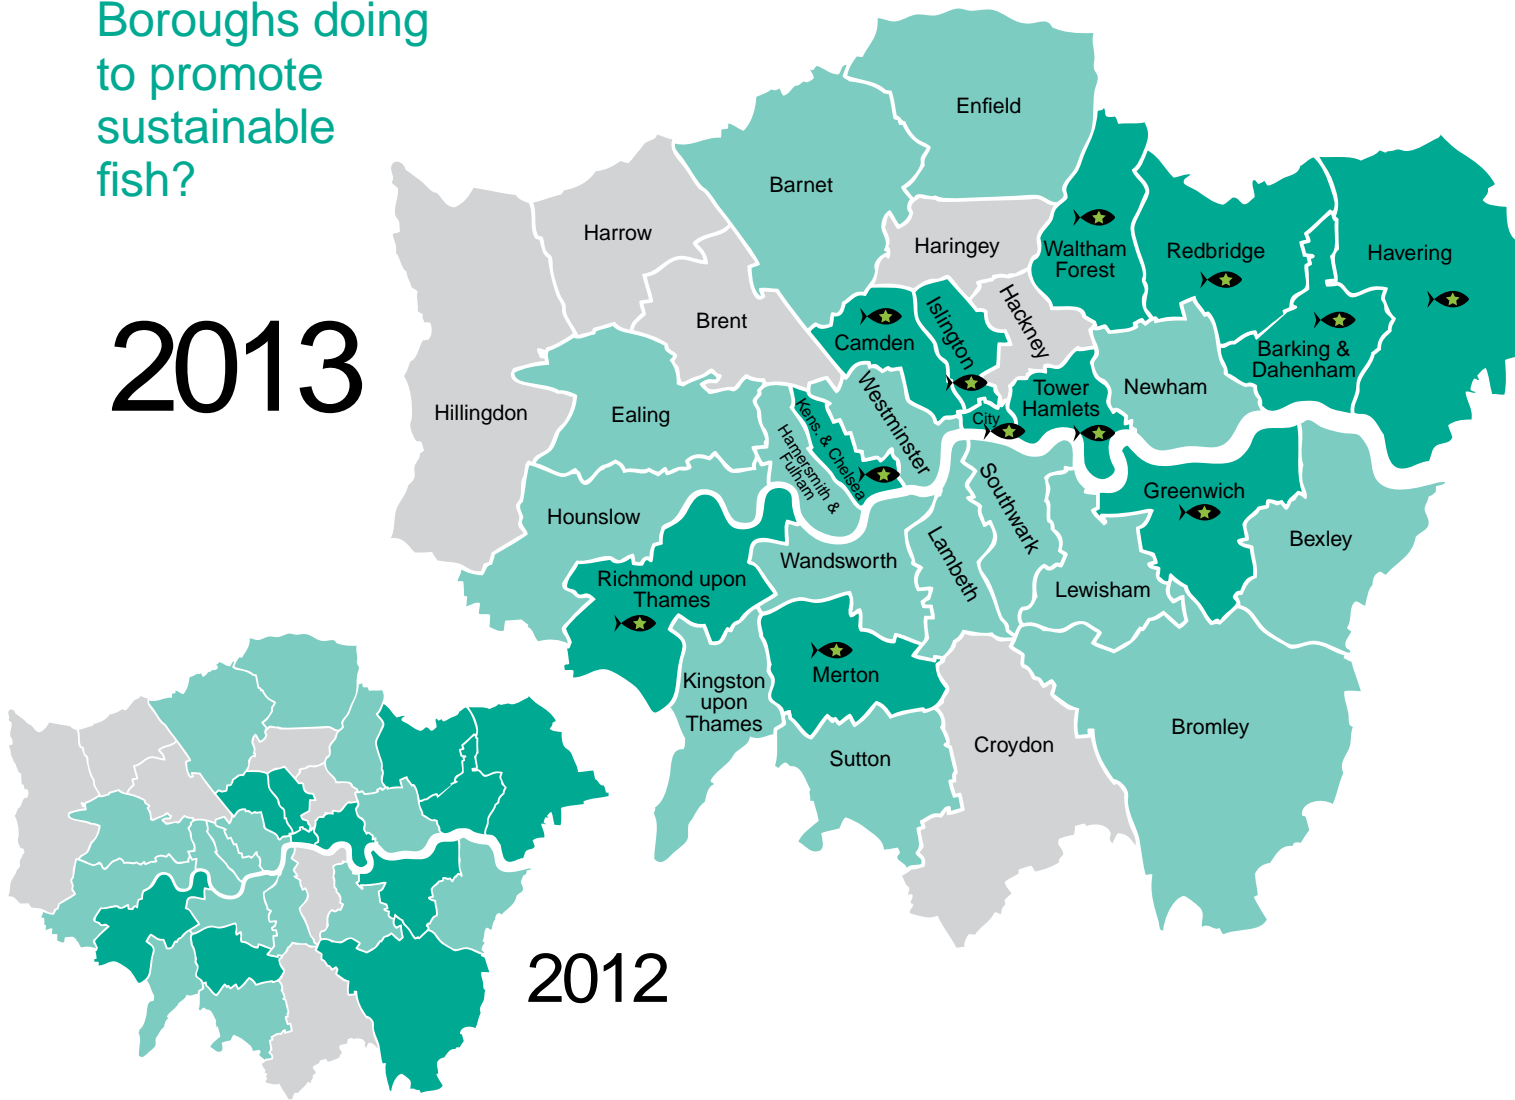 Boroughs doing
to promote
sustainable
fish?
2013
Enfield
Barnet
Harrow
Haringey
Waltham
Forest
Redbridge
Havering
Brent
Camden
Islington
Hackney
Barking &
Dahenham
Hillingdon
Ealing
Westminster
Kens. & Chelsea
Hamersmith &
Fulham
City
Tower
Hamlets
Newham
Hounslow
Greenwich
Southwark
Bexley
Richmond upon
Thames
Wandsworth
Lambeth
Lewisham
Kingston
upon
Thames
Merton
Sutton
Croydon
Bromley
2012